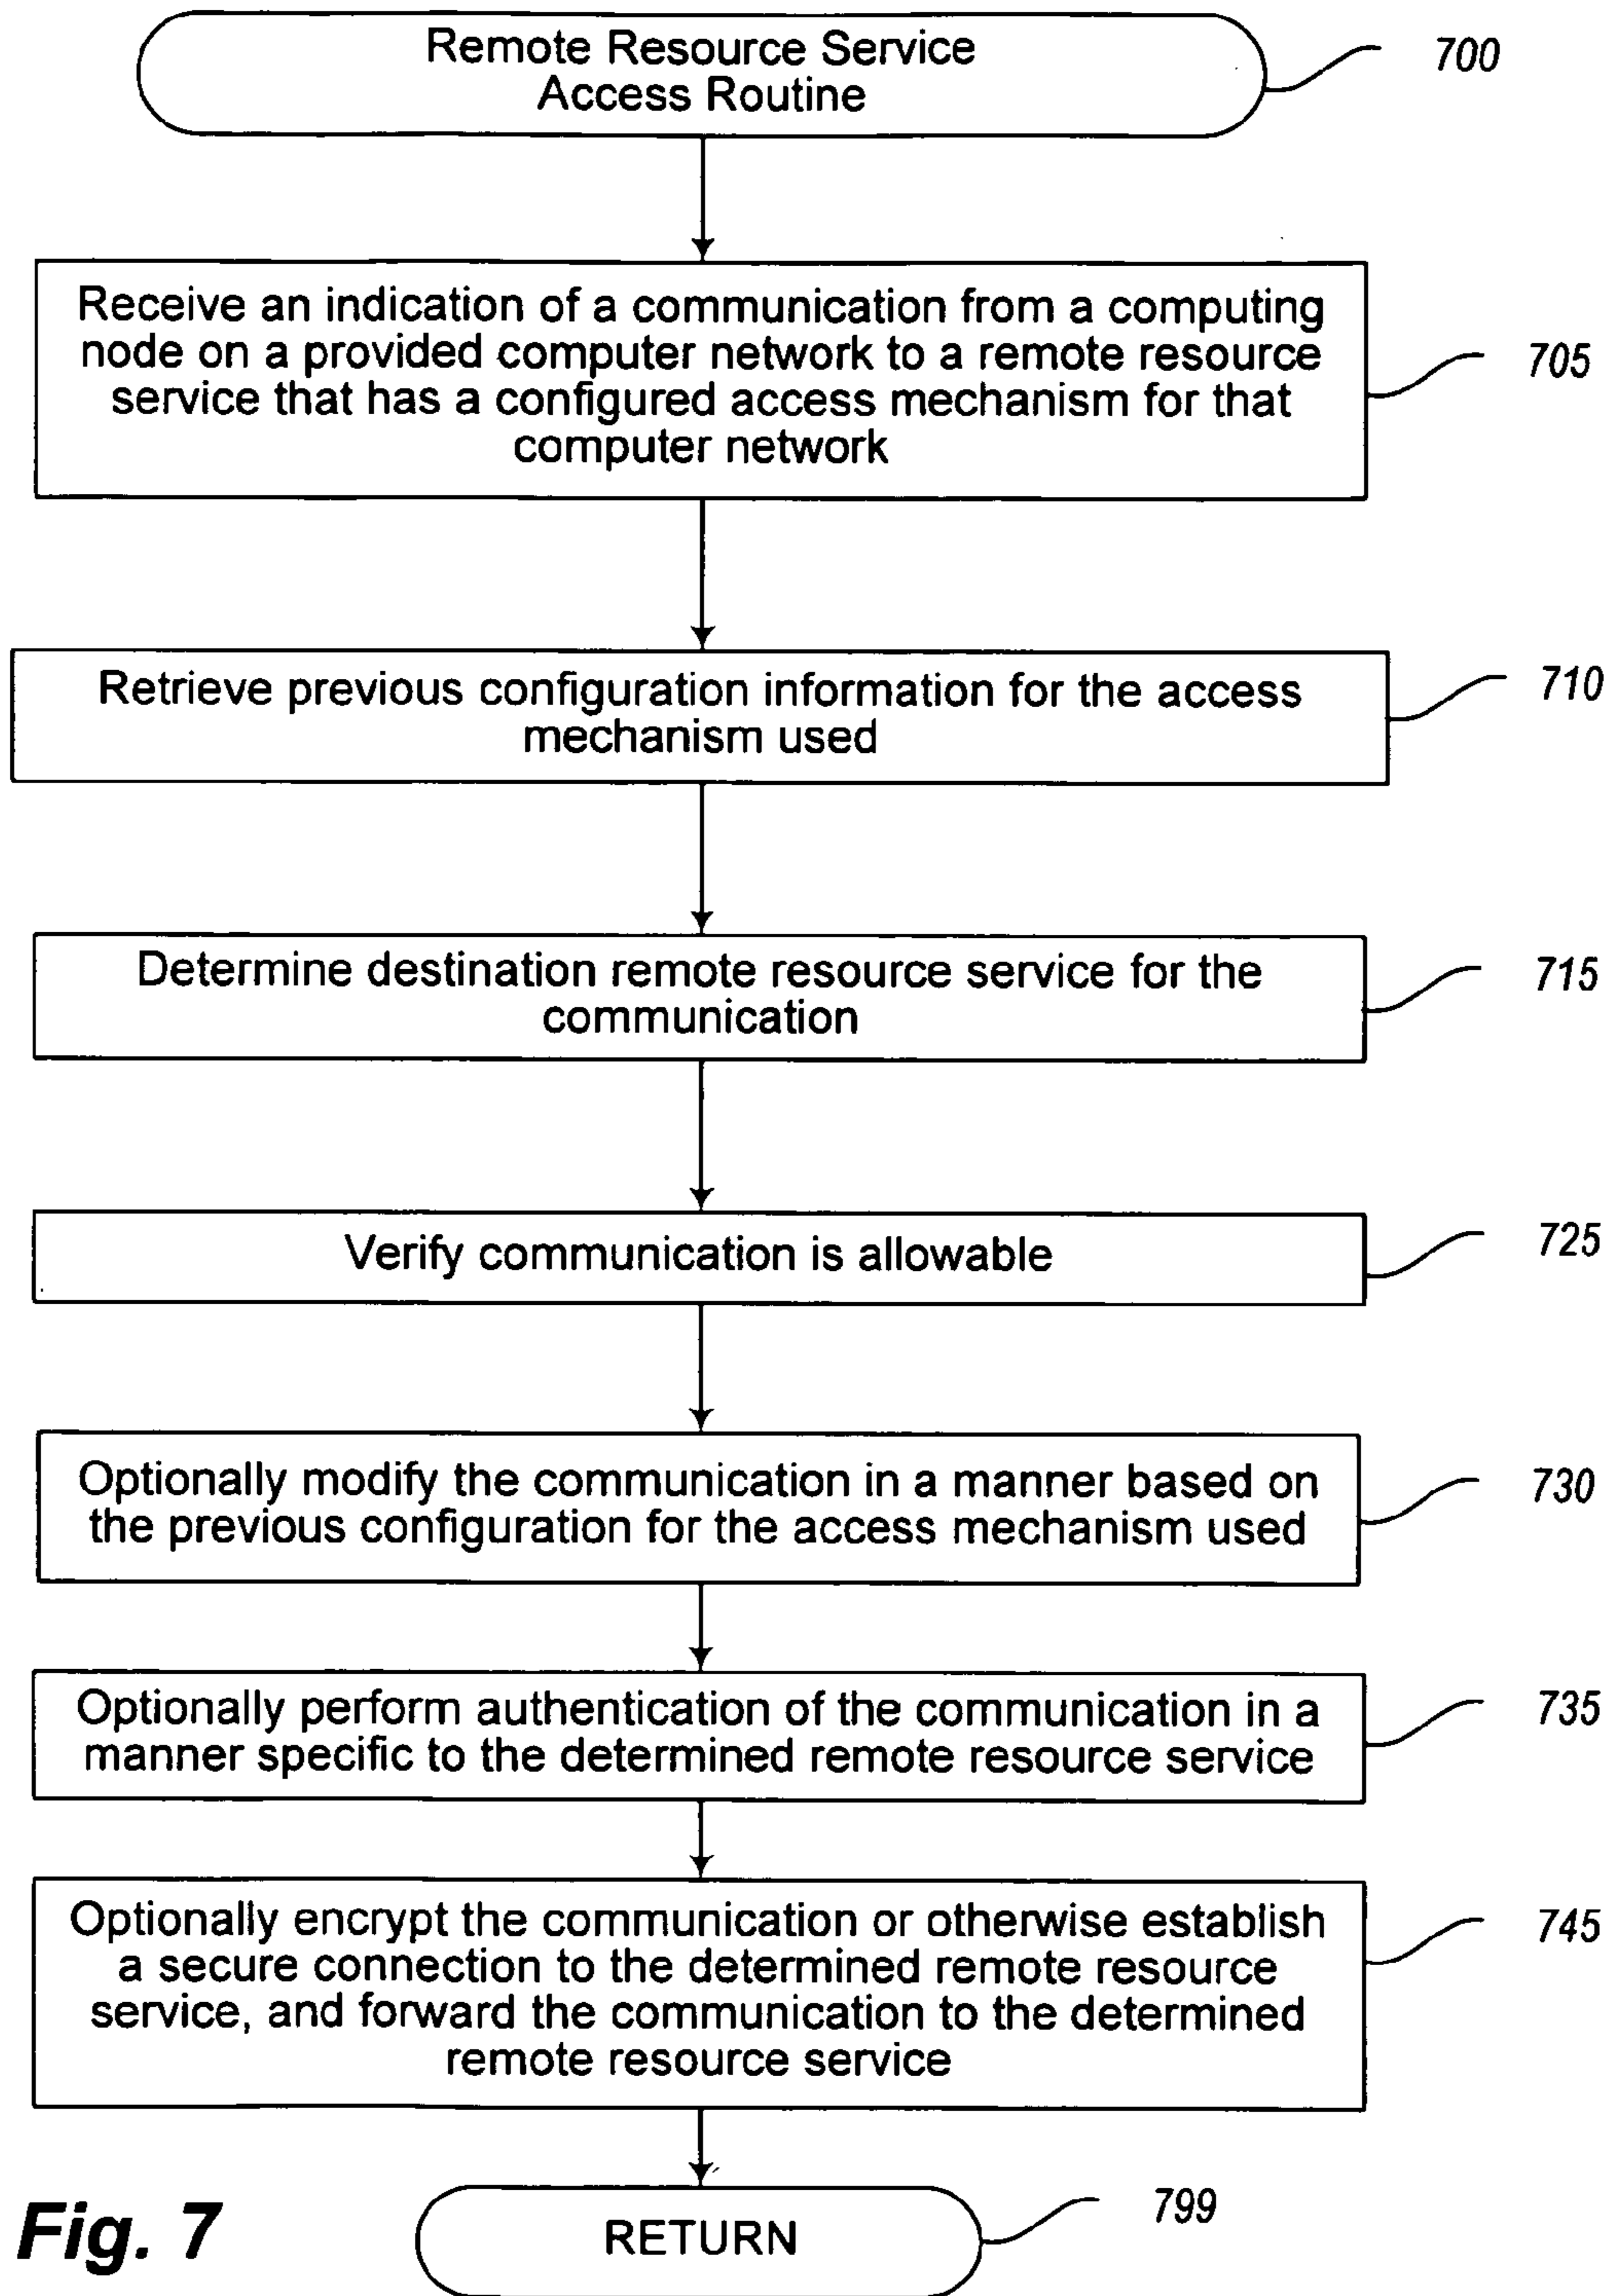 Remote Resource Service
Access Routine
700
Receive an indication of a communication from a computing
node on a provided computer network to a remote resource
service that has a configured access mechanism for that
computer network
705
Retrieve previous configuration information for the access
mechanism used
710
Determine destination remote resource service for the
communication
715
Verify communication is allowable
725
Optionally modify the communication in a manner based on
the previous configuration for the access mechanism used
730
Optionally perform authentication of the communication in a
manner specific to the determined remote resource service
735
Optionally encrypt the communication or otherwise establish
a secure connection to the determined remote resource
service, and forward the communication to the determined
remote resource service
745
RETURN
799
Fig. 7